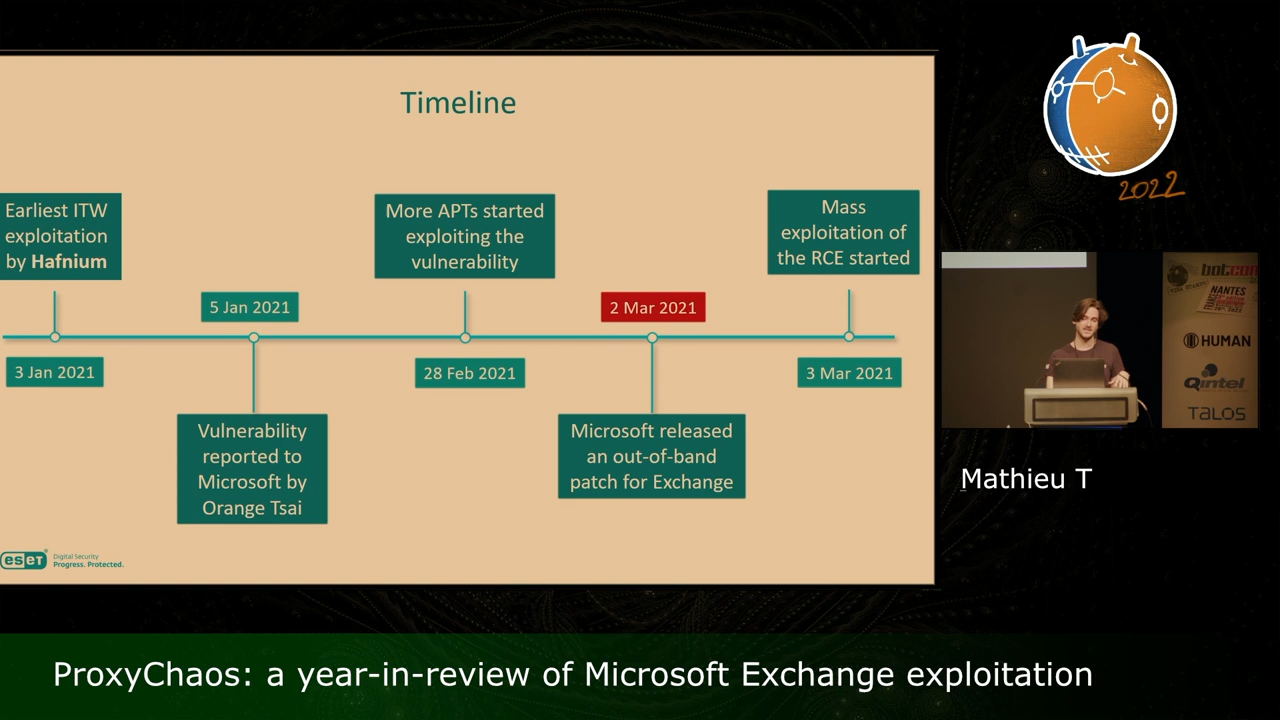 Timeline
Earliest ITW
exploitation
by Hafnium
3 Jan 2021
5 Jan 2021
Vulnerability
reported to
Microsoft by
Orange Tsai
More APTs started
exploiting the
vulnerability
28 Feb 2021
2 Mar 2021
Microsoft released
an out-of-band
patch for Exchange
Mass
exploitation of
the RCE started
3 Mar 2021
eseT
Digital Security
Progress. Protected.
2022
botcon
NANTES
HUMAN
Qintel
TALOS
Mathieu T
ProxyChaos: a year-in-review of Microsoft Exchange exploitation